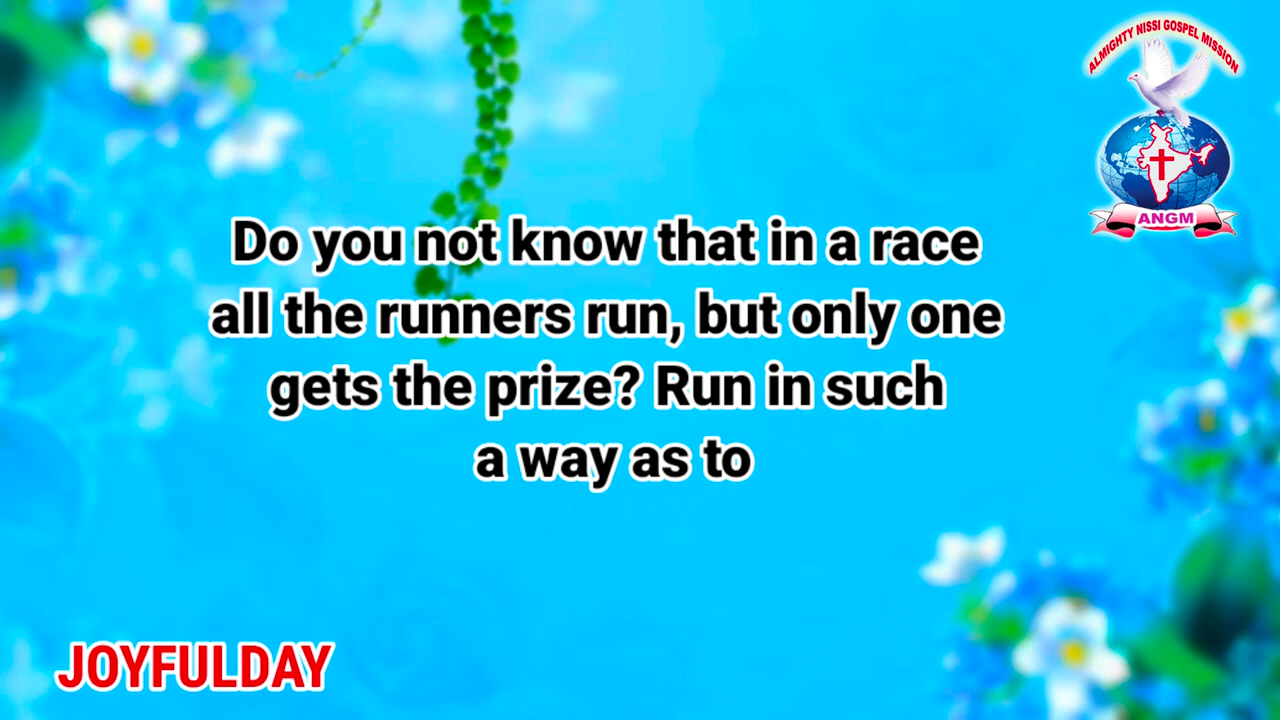 ALMIGHTY NISSI GOSPEL MISSION
ANGM
Do you not know that in a race
all the runners run, but only one
gets the prize? Run in such
a way as to
JOYFULDAY